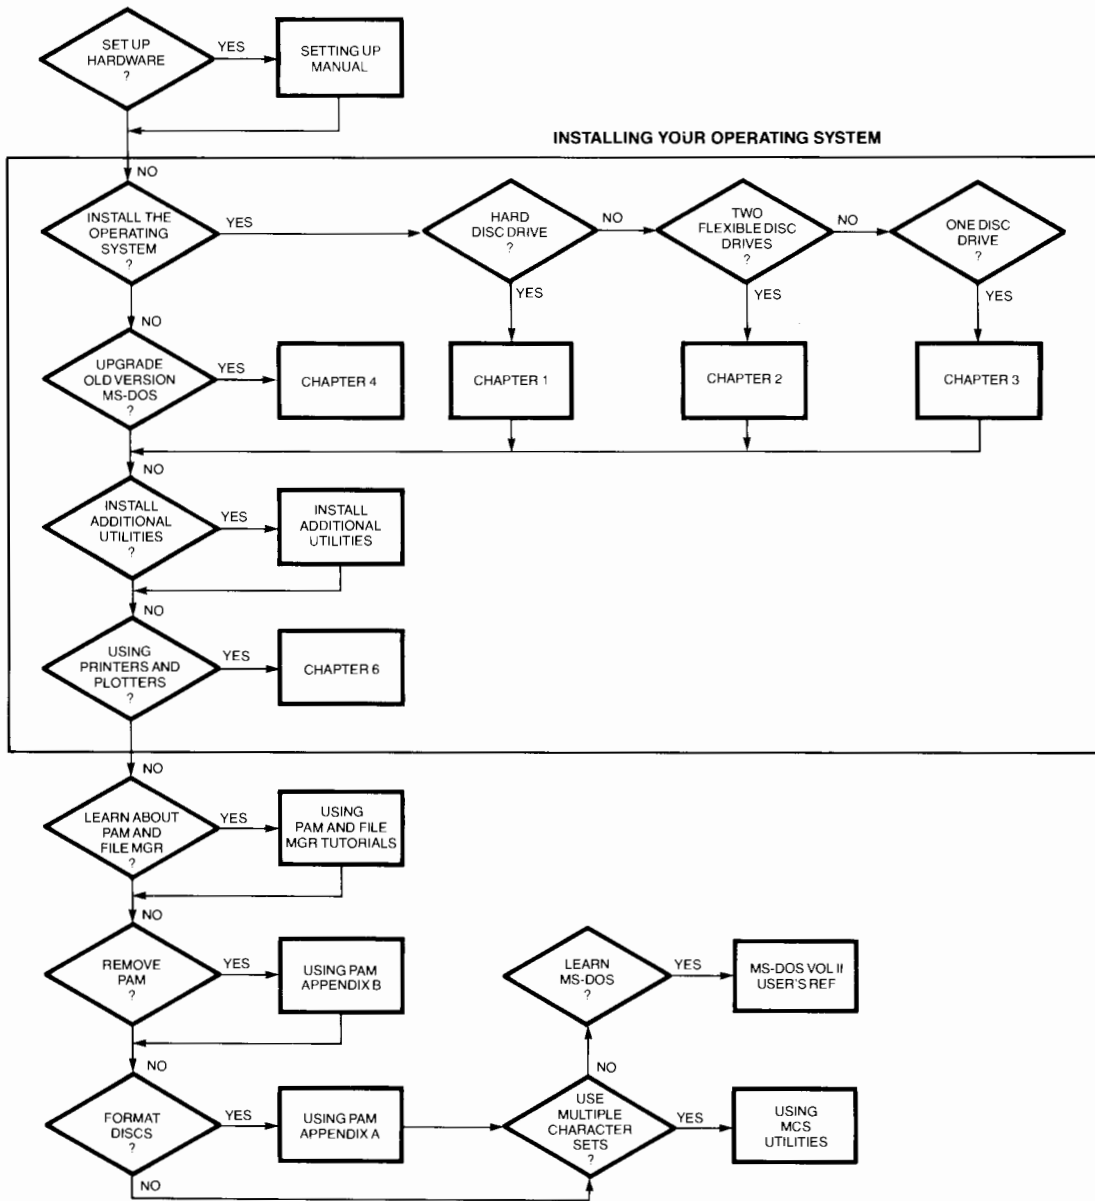 SET UP
HARDWARE
?
YES
SETTING UP
MANUAL
INSTALLING YOUR OPERATING SYSTEM
NO
INSTALL THE
OPERATING
SYSTEM
?
YES
HARD
DISC DRIVE
?
NO
TWO
FLEXIBLE DISC
DRIVES
?
NO
ONE DISC
DRIVE
?
YES
YES
YES
NO
UPGRADE
OLD VERSION
MS-DOS
?
YES
CHAPTER 4
CHAPTER 1
CHAPTER 2
CHAPTER 3
NO
INSTALL
ADDITIONAL
UTILITIES
?
YES
INSTALL
ADDITIONAL
UTILITIES
NO
USING
PRINTERS AND
PLOTTERS
?
YES
CHAPTER 6
NO
LEARN ABOUT
PAM AND
FILE MGR
?
YES
USING
PAM AND FILE
MGR TUTORIALS
NO
REMOVE
PAM
?
YES
USING PAM
APPENDIX B
LEARN
MS-DOS
?
YES
MS-DOS VOL II
USER'S REF
NO
NO
FORMAT
DISCS
?
YES
USING PAM
APPENDIX A
USE
MULTIPLE
CHARACTER
SETS
?
YES
USING
MCS
UTILITIES
NO